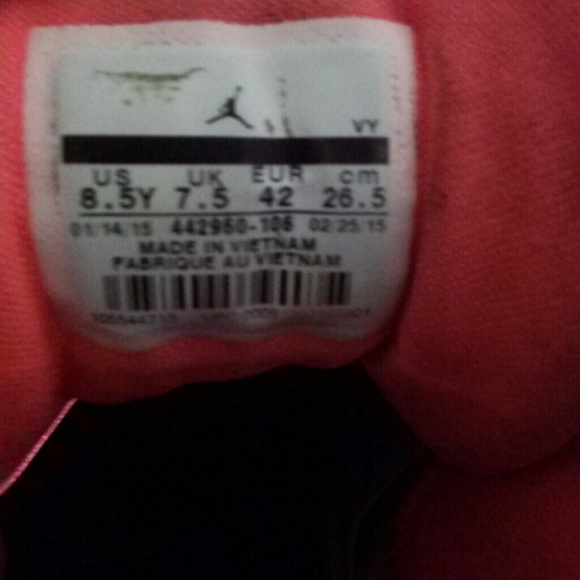 VY
US UK EUR cm
8.5Y 7.5 42 26.5
01/14/15 442960-106 02/25/15
MADE IN VIETNAM
FABRIQUE AU VIETNAM